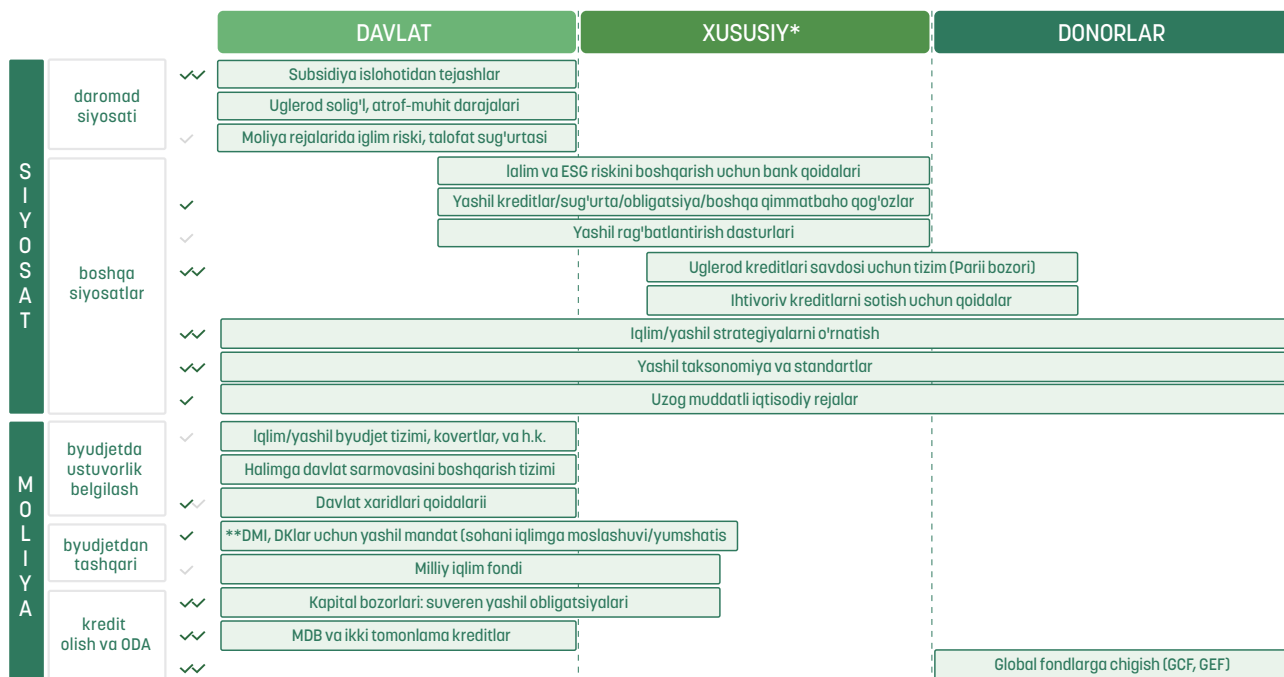 DAVLAT
XUSUSIY*
DONORLAR
SIYOSAT
daromad
siyosati
Subsidiya islohotidan tejashlar
Uglerod solig'l, atrof-muhit darajalari
Moliya rejalarida iglim riski, talofat sug'urtasi
boshqa
siyosatlar
lalim va ESG riskini boshqarish uchun bank qoidalari
Yashil kreditlar/sug'urta/obligatsiya/boshqa qimmatbaho qog'ozlar
Yashil rag'batlantirish dasturlari
Uglerod kreditlari savdosi uchun tizim (Parii bozori)
Ihtivoriv kreditlarni sotish uchun qoidalar
Iqlim/yashil strategiyalarni o'rnatish
Yashil taksonomiya va standartlar
Uzog muddatli iqtisodiy rejalar
MOLIYA
byudjetda
ustuvorlik
belgilash
Iqlim/yashil byudjet tizimi, kovertlar, va h.k.
Halimga davlat sarmovasini boshqarish tizimi
Davlat xaridlari qoidalarii
byudjetdan
tashqari
**DMI, DKlar uchun yashil mandat (sohani iqlimga moslashuvi/yumshatis
Milliy iqlim fondi
kredit
olish va ODA
Kapital bozorlari: suveren yashil obligatsiyalari
MDB va ikki tomonlama kreditlar
Global fondlarga chigish (GCF, GEF)